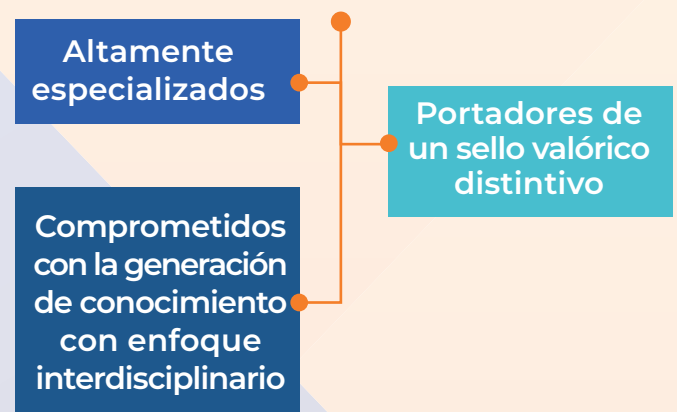 Altamente
especializados
Portadores de
un sello valórico
distintivo
Comprometidos
con la generación
de conocimiento
con enfoque
interdisciplinario